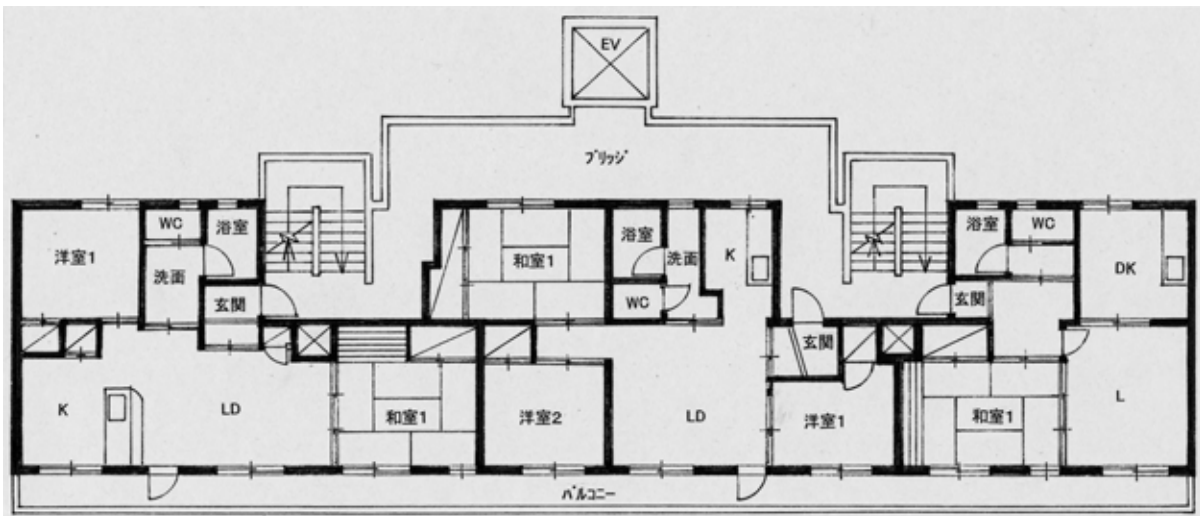 EV
ブリッジ
WC
浴室
洋室1
洗面
玄関
K
LD
和室1
和室1
浴室
洗面
K
WC
洋室2
LD
玄関
洋室1
浴室
WC
DK
玄関
和室1
L
バルコニー